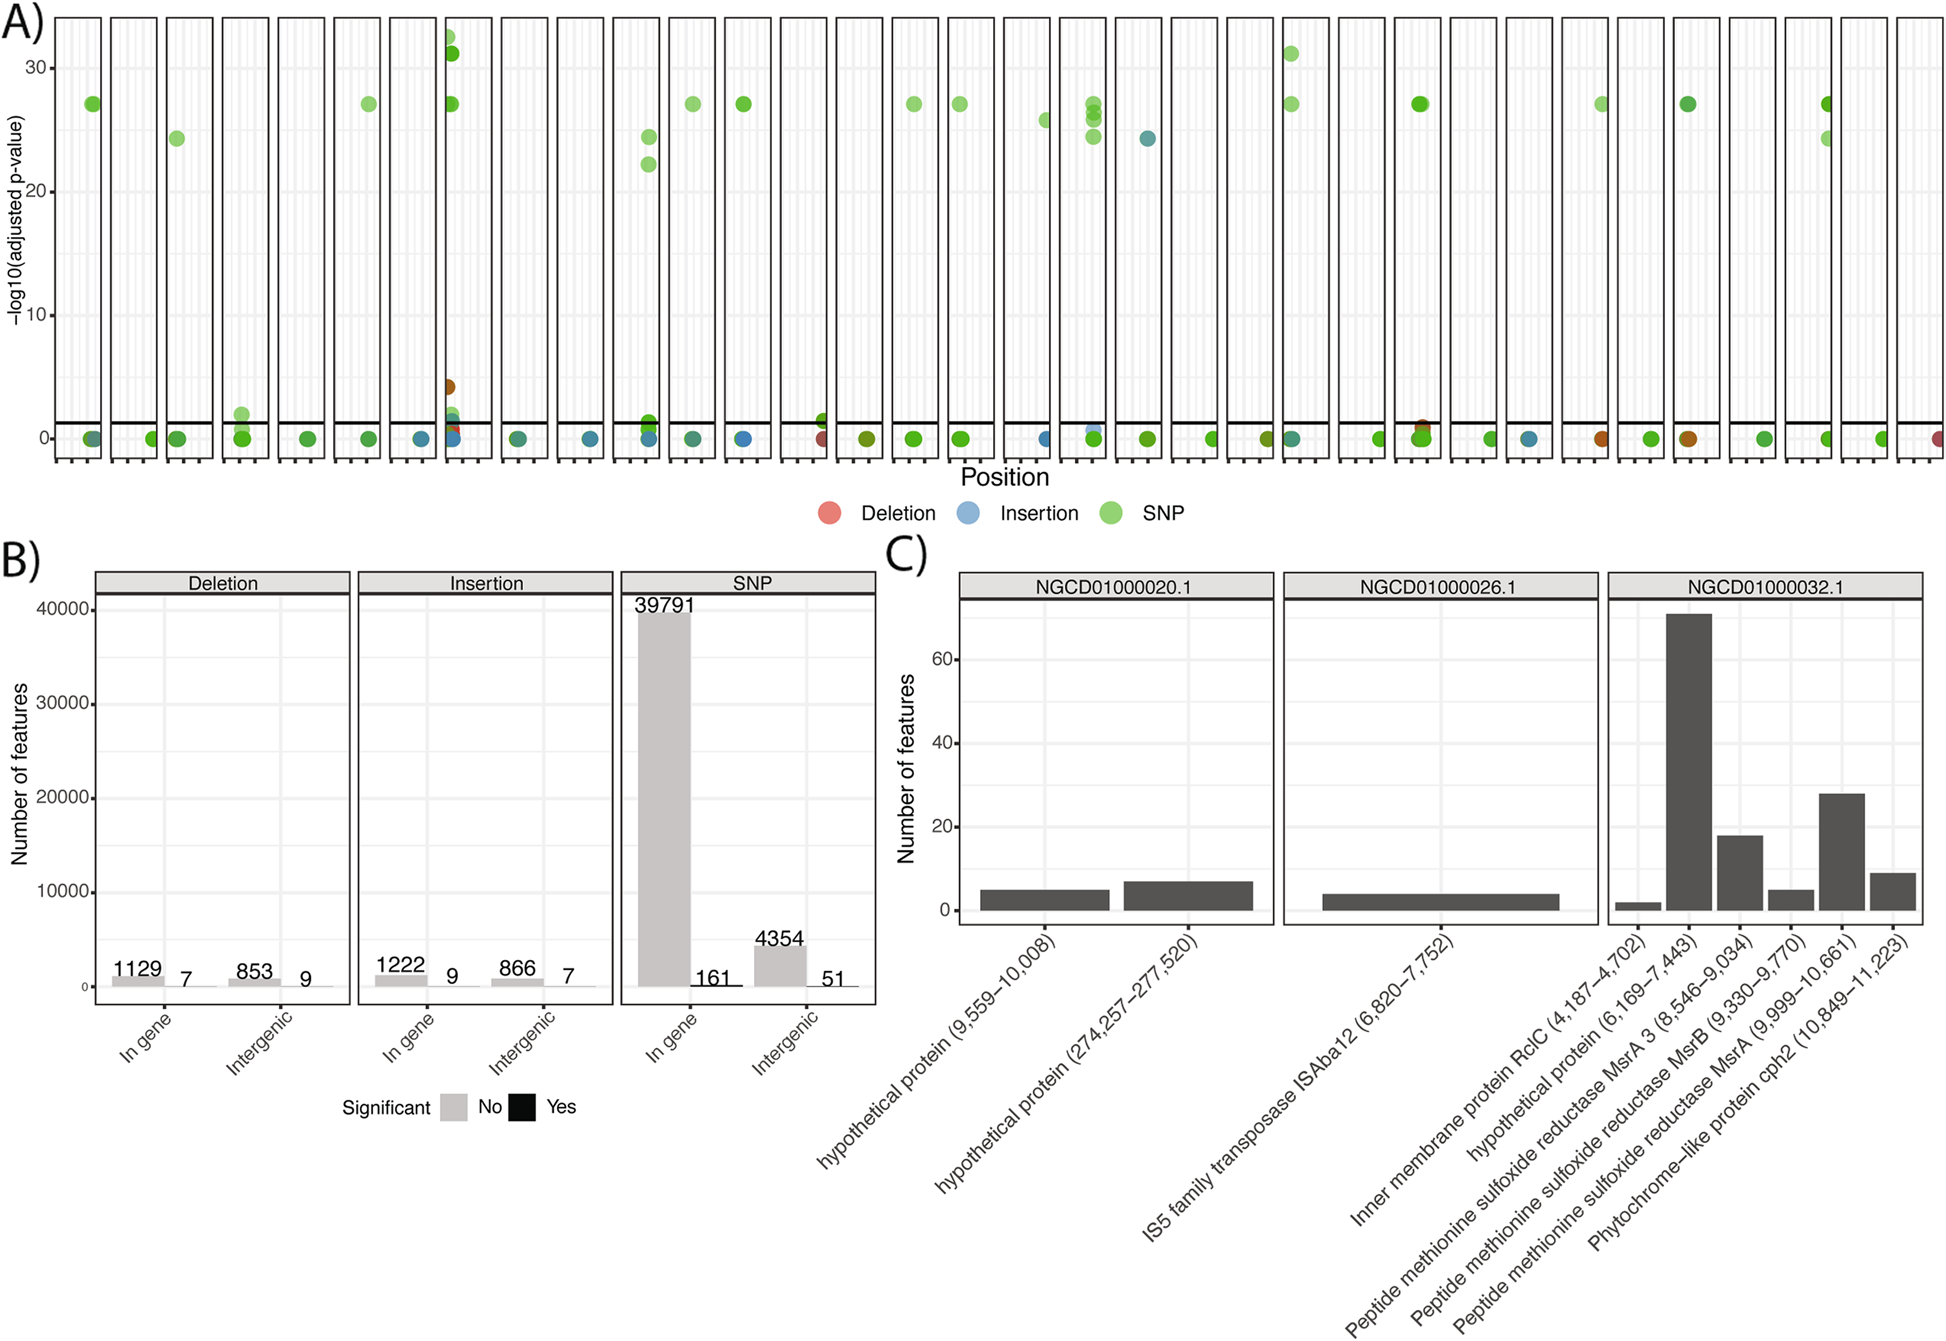 A)
30
20
10
0
−log10(adjusted p−value)
Position
Deletion Insertion SNP
B)
Deletion Insertion SNP
40000
30000
20000
10000
0
Number of features
1129 7 853 9
1222 9 866 7
39791 161 4354 51
In gene Intergenic In gene Intergenic In gene Intergenic
Significant No Yes
C)
NGCD01000020.1 NGCD01000026.1 NGCD01000032.1
60
40
20
0
Number of features
hypothetical protein (9,559−10,008)
hypothetical protein (274,257−277,520)
IS5 family transposase ISAba12 (6,820−7,752)
Inner membrane protein RclC (4,187−4,702)
hypothetical protein (6,169−7,443)
Peptide methionine sulfoxide reductase MsrA 3 (8,546−9,034)
Peptide methionine sulfoxide reductase MsrB (9,330−9,770)
Peptide methionine sulfoxide reductase MsrA (9,999−10,661)
Phytochrome−like protein cph2 (10,849−11,223)